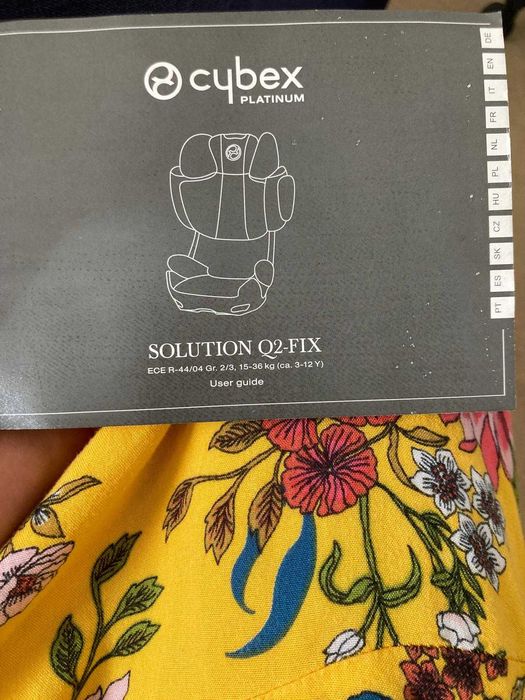 cybex
PLATINUM
SOLUTION Q2-FIX
ECE R-44/04 Gr. 2/3, 15-36 kg (ca. 3-12 Y)
User guide
DE
EN
IT
FR
NL
PL
HU
CZ
SK
ES
PT